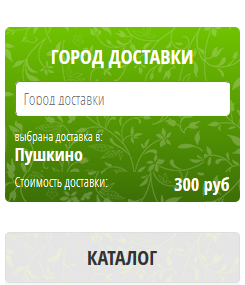 ГОРОД ДОСТАВКИ
Город доставки
выбрана доставка в:
Пушкино
Стоимость доставки: 300 руб
КАТАЛОГ